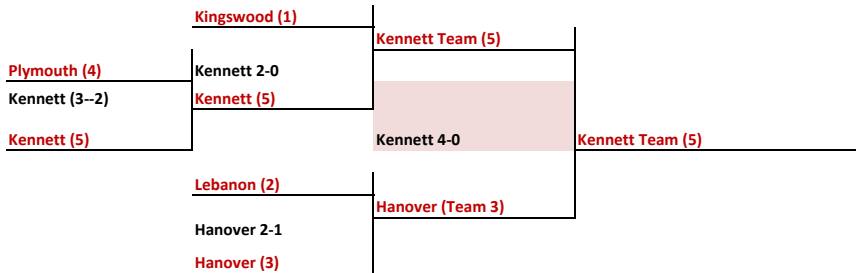 Kingswood (1)
Kennett Team (5)
Plymouth (4)
Kennett 2-0
Kennett (3--2)
Kennett (5)
Kennett (5)
Kennett 4-0
Kennett Team (5)
Lebanon (2)
Hanover (Team 3)
Hanover 2-1
Hanover (3)